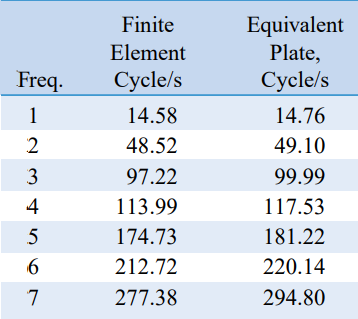 Finite Equivalent
Element Plate,
Freq. Cycle/s Cycle/s
1 14.58 14.76
2 48.52 49.10
3 97.22 99.99
4 113.99 117.53
5 174.73 181.22
6 212.72 220.14
7 277.38 294.80